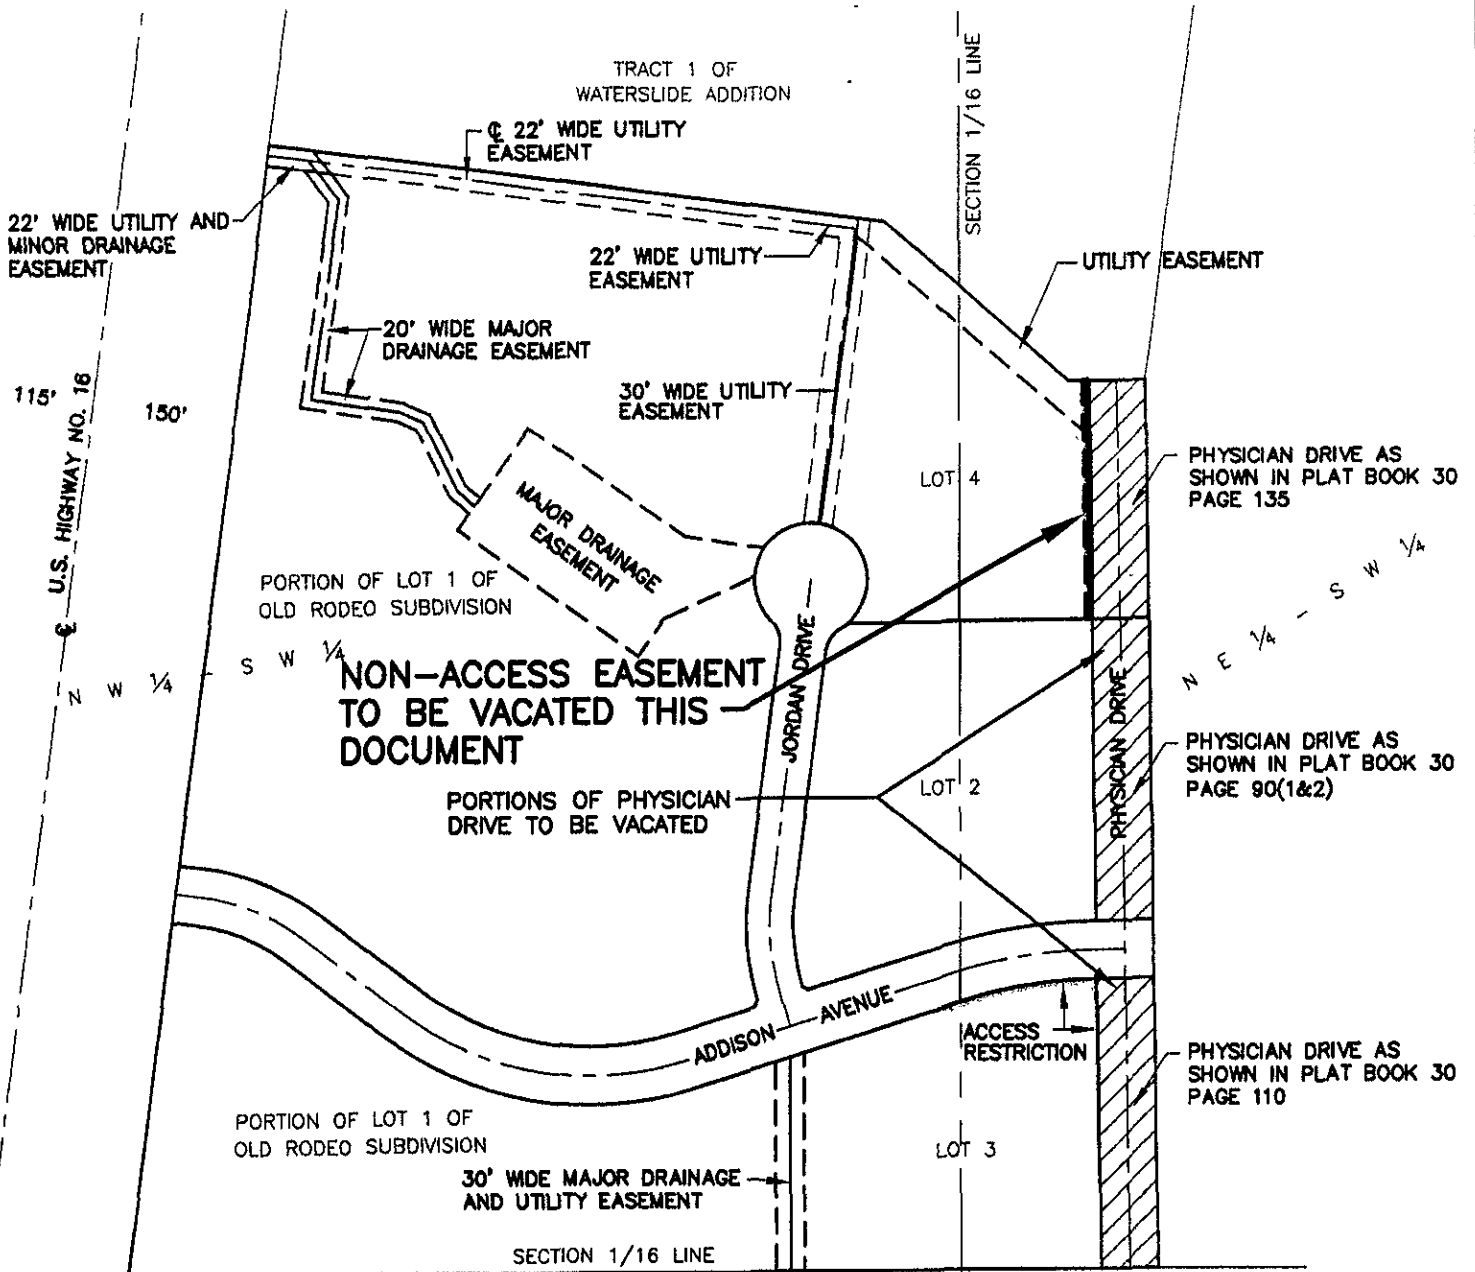 TRACT 1 OF
WATERSLIDE ADDITION
SECTION 1/16 LINE
℄ 22' WIDE UTILITY
EASEMENT
22' WIDE UTILITY AND
MINOR DRAINAGE
EASEMENT
22' WIDE UTILITY
EASEMENT
UTILITY EASEMENT
20' WIDE MAJOR
DRAINAGE EASEMENT
30' WIDE UTILITY
EASEMENT
115'
150'
℄ U.S. HIGHWAY NO. 16
LOT 4
PHYSICIAN DRIVE AS
SHOWN IN PLAT BOOK 30
PAGE 135
MAJOR DRAINAGE
EASEMENT
PORTION OF LOT 1 OF
OLD RODEO SUBDIVISION
N W 1/4 - S W 1/4
N E 1/4 - S W 1/4
NON-ACCESS EASEMENT
TO BE VACATED THIS
DOCUMENT
JORDAN DRIVE
PHYSICIAN DRIVE
PHYSICIAN DRIVE AS
SHOWN IN PLAT BOOK 30
PAGE 90(1&2)
LOT 2
PORTIONS OF PHYSICIAN
DRIVE TO BE VACATED
ADDISON AVENUE
ACCESS
RESTRICTION
PHYSICIAN DRIVE AS
SHOWN IN PLAT BOOK 30
PAGE 110
PORTION OF LOT 1 OF
OLD RODEO SUBDIVISION
LOT 3
30' WIDE MAJOR DRAINAGE
AND UTILITY EASEMENT
SECTION 1/16 LINE